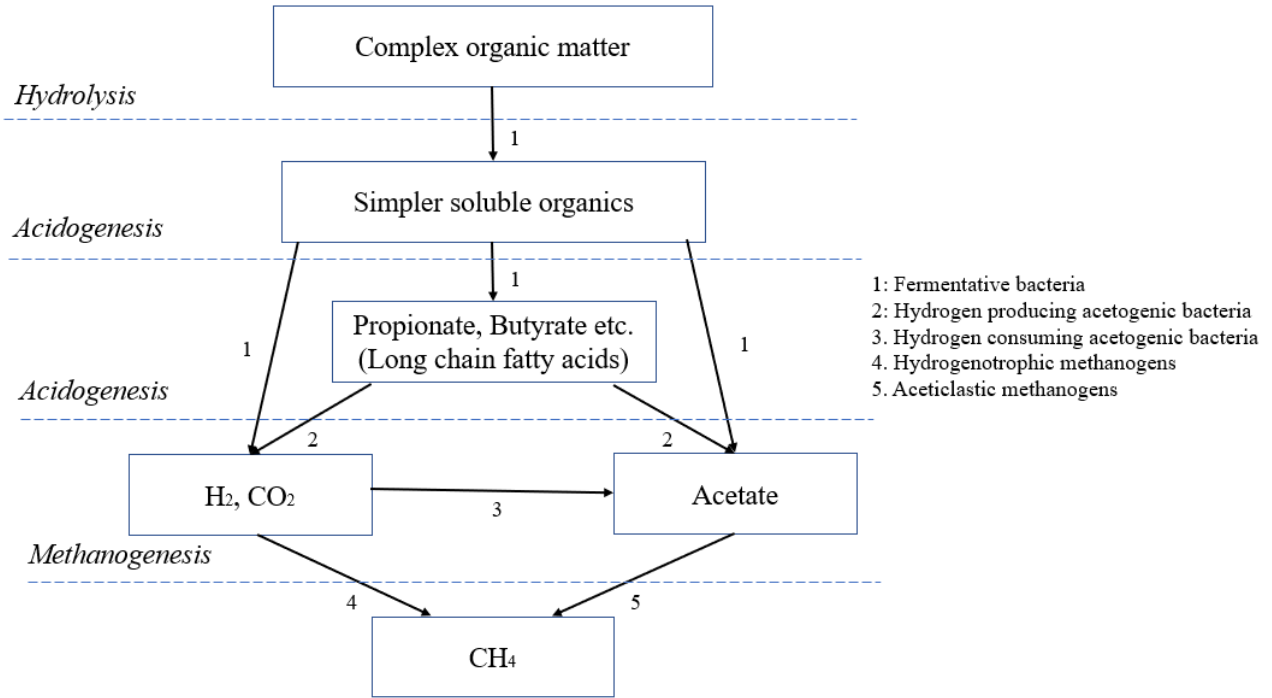 Complex organic matter
Hydrolysis
1
Simpler soluble organics
Acidogenesis
1
Propionate, Butyrate etc.
(Long chain fatty acids)
1
1
Acidogenesis
2
2
H2, CO2
Acetate
3
Methanogenesis
4
5
CH4
1: Fermentative bacteria
2: Hydrogen producing acetogenic bacteria
3. Hydrogen consuming acetogenic bacteria
4. Hydrogenotrophic methanogens
5. Aceticlastic methanogens